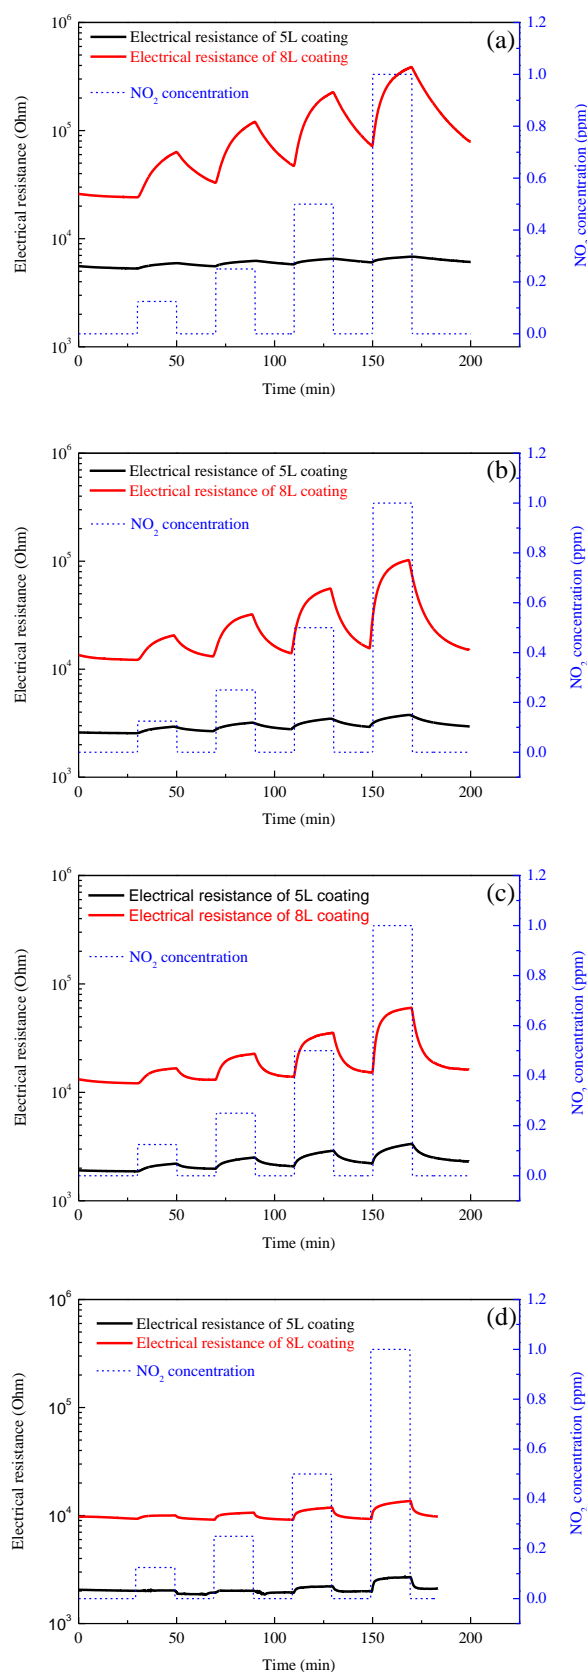 10^6
1.2
Electrical resistance of 5L coating
(a)
Electrical resistance of 8L coating
NO2 concentration
1.0
10^5
0.8
0.6
10^4
0.4
0.2
0.0
10^3
0 50 100 150 200
Time (min)
Electrical resistance (Ohm)
NO2 concentration (ppm)
10^6
1.2
Electrical resistance of 5L coating
(b)
Electrical resistance of 8L coating
NO2 concentration
1.0
10^5
0.8
0.6
10^4
0.4
0.2
0.0
10^3
0 50 100 150 200
Time (min)
Electrical resistance (Ohm)
NO2 concentration (ppm)
10^6
1.2
Electrical resistance of 5L coating
(c)
Electrical resistance of 8L coating
NO2 concentration
1.0
10^5
0.8
0.6
10^4
0.4
0.2
0.0
10^3
0 50 100 150 200
Time (min)
Electrical resistance (Ohm)
NO2 concentration (ppm)
10^6
1.2
Electrical resistance of 5L coating
(d)
Electrical resistance of 8L coating
NO2 concentration
1.0
10^5
0.8
0.6
10^4
0.4
0.2
0.0
10^3
0 50 100 150 200
Time (min)
Electrical resistance (Ohm)
NO2 concentration (ppm)